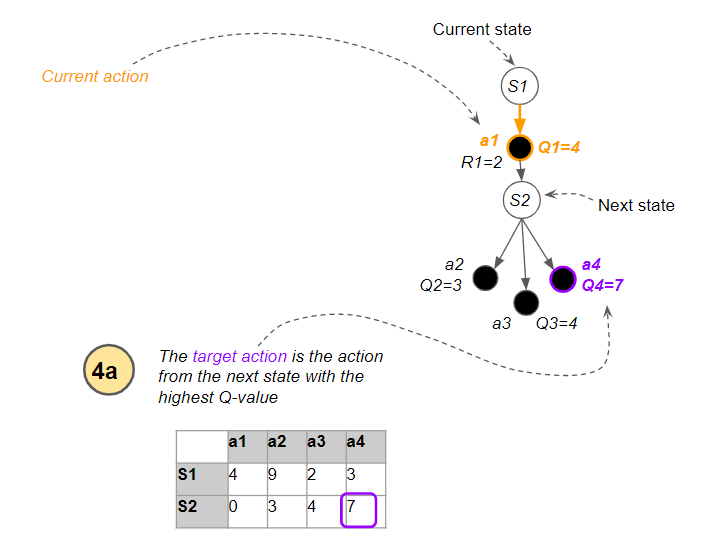 Current state
Current action
S1
a1
Q1=4
R1=2
S2
Next state
a2
Q2=3
a4
Q4=7
a3
Q3=4
4a
The target action is the action
from the next state with the
highest Q-value
a1 a2 a3 a4
S1 4 9 2 3
S2 0 3 4 7